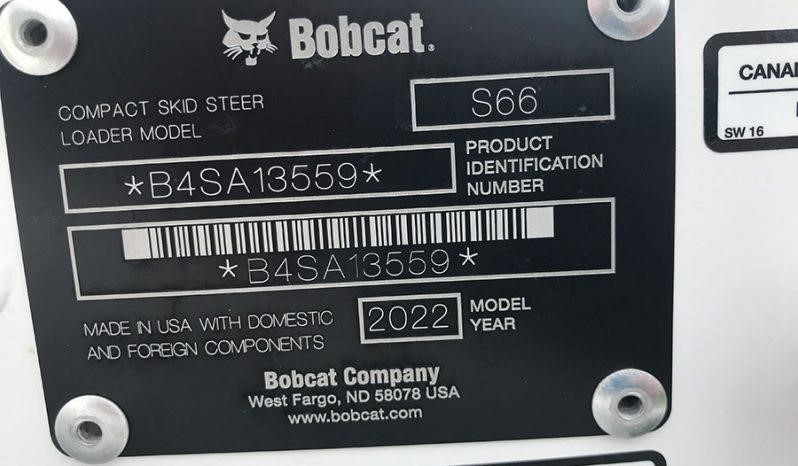 Bobcat.
COMPACT SKID STEER
LOADER MODEL
S66
*B4SA13559*
PRODUCT
IDENTIFICATION
NUMBER
*B4SA13559*
MADE IN USA WITH DOMESTIC
AND FOREIGN COMPONENTS
2022
MODEL
YEAR
Bobcat Company
West Fargo, ND 58078 USA
www.bobcat.com
SW 16